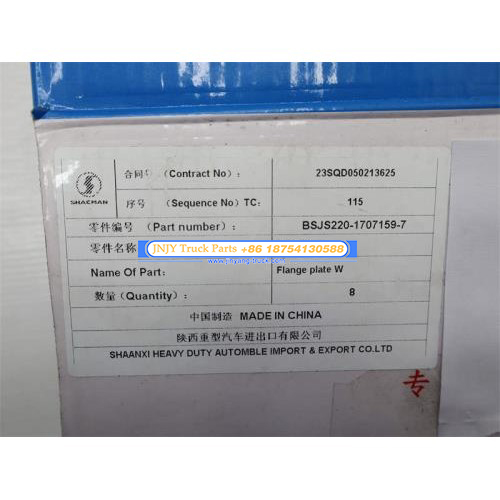 SHACMAN
合同 (Contract No)： 23SQD050213625
序号 (Sequence No) TC: 115
零件编号 (Part number)： BSJS220-1707159-7
零件名称
JNJY Truck Parts +86 18754130588
Name Of Part: Flange plate W
数量(Quantity)： 8
中国制造 MADE IN CHINA
陕西重型汽车进出口有限公司
SHAANXI HEAVY DUTY AUTOMBLE IMPORT & EXPORT CO.LTD
专